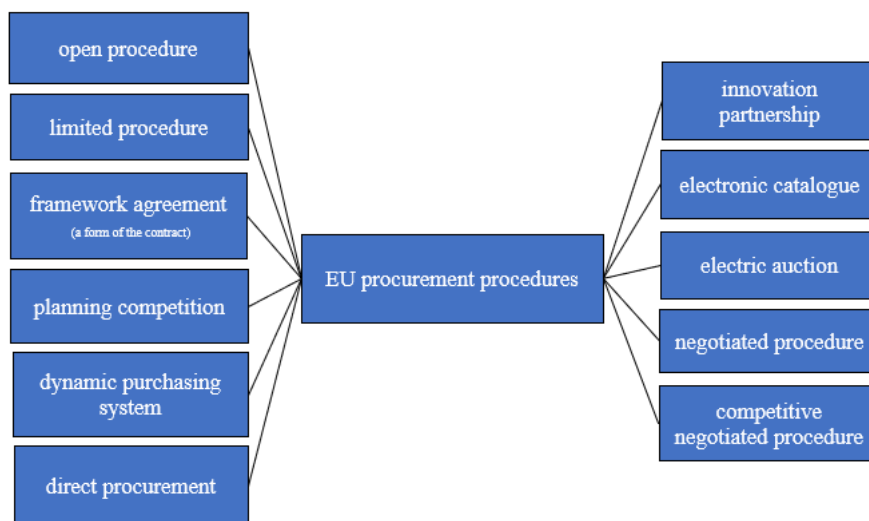 open procedure
limited procedure
framework agreement
(a form of the contract)
planning competition
dynamic purchasing
system
direct procurement
EU procurement procedures
innovation
partnership
electronic catalogue
electric auction
negotiated procedure
competitive
negotiated procedure